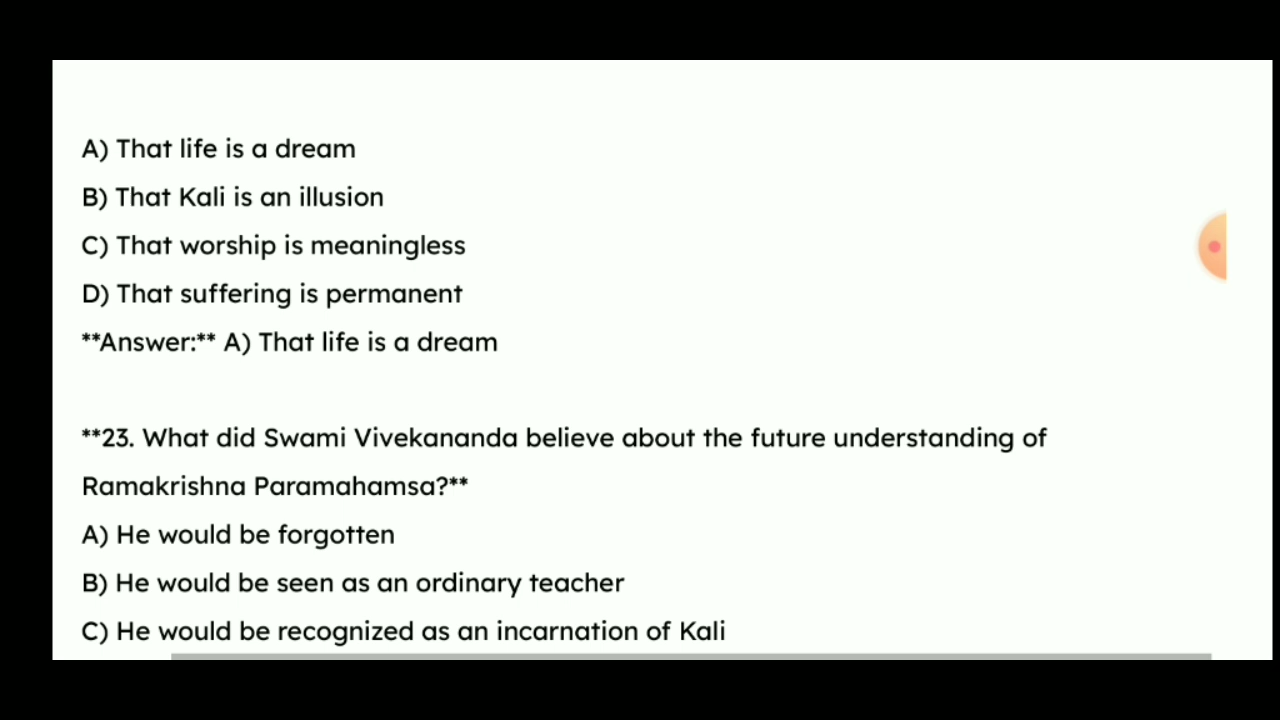 A) That life is a dream
B) That Kali is an illusion
C) That worship is meaningless
D) That suffering is permanent
**Answer:** A) That life is a dream
**23. What did Swami Vivekananda believe about the future understanding of
Ramakrishna Paramahamsa?**
A) He would be forgotten
B) He would be seen as an ordinary teacher
C) He would be recognized as an incarnation of Kali